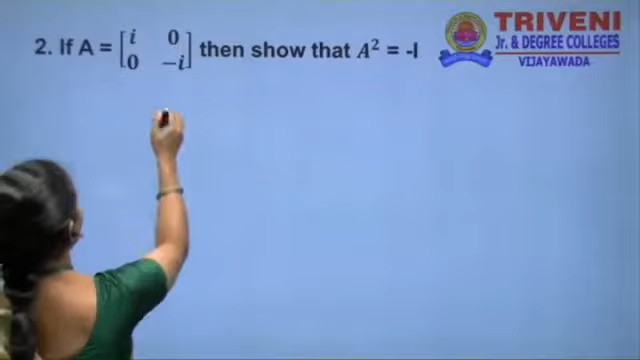 2. If A = [i 0
0 −i] then show that A² = -I
TRIVENI
Jr. & DEGREE COLLEGES
VIJAYAWADA